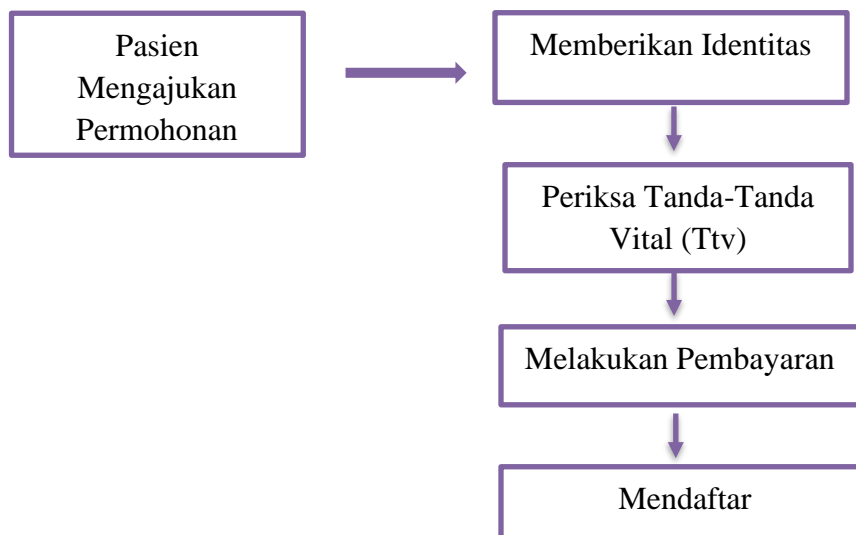 Pasien
Mengajukan
Permohonan
Memberikan Identitas
Periksa Tanda-Tanda
Vital (Ttv)
Melakukan Pembayaran
Mendaftar